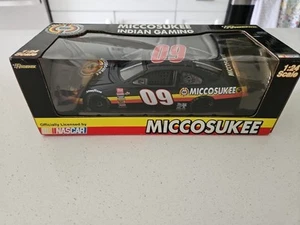 MICCOSUKEE
INDIAN GAMING
09
09
MICCOSUKEE
1:24
Scale
Officially Licensed by
NASCAR
MICCOSUKEE